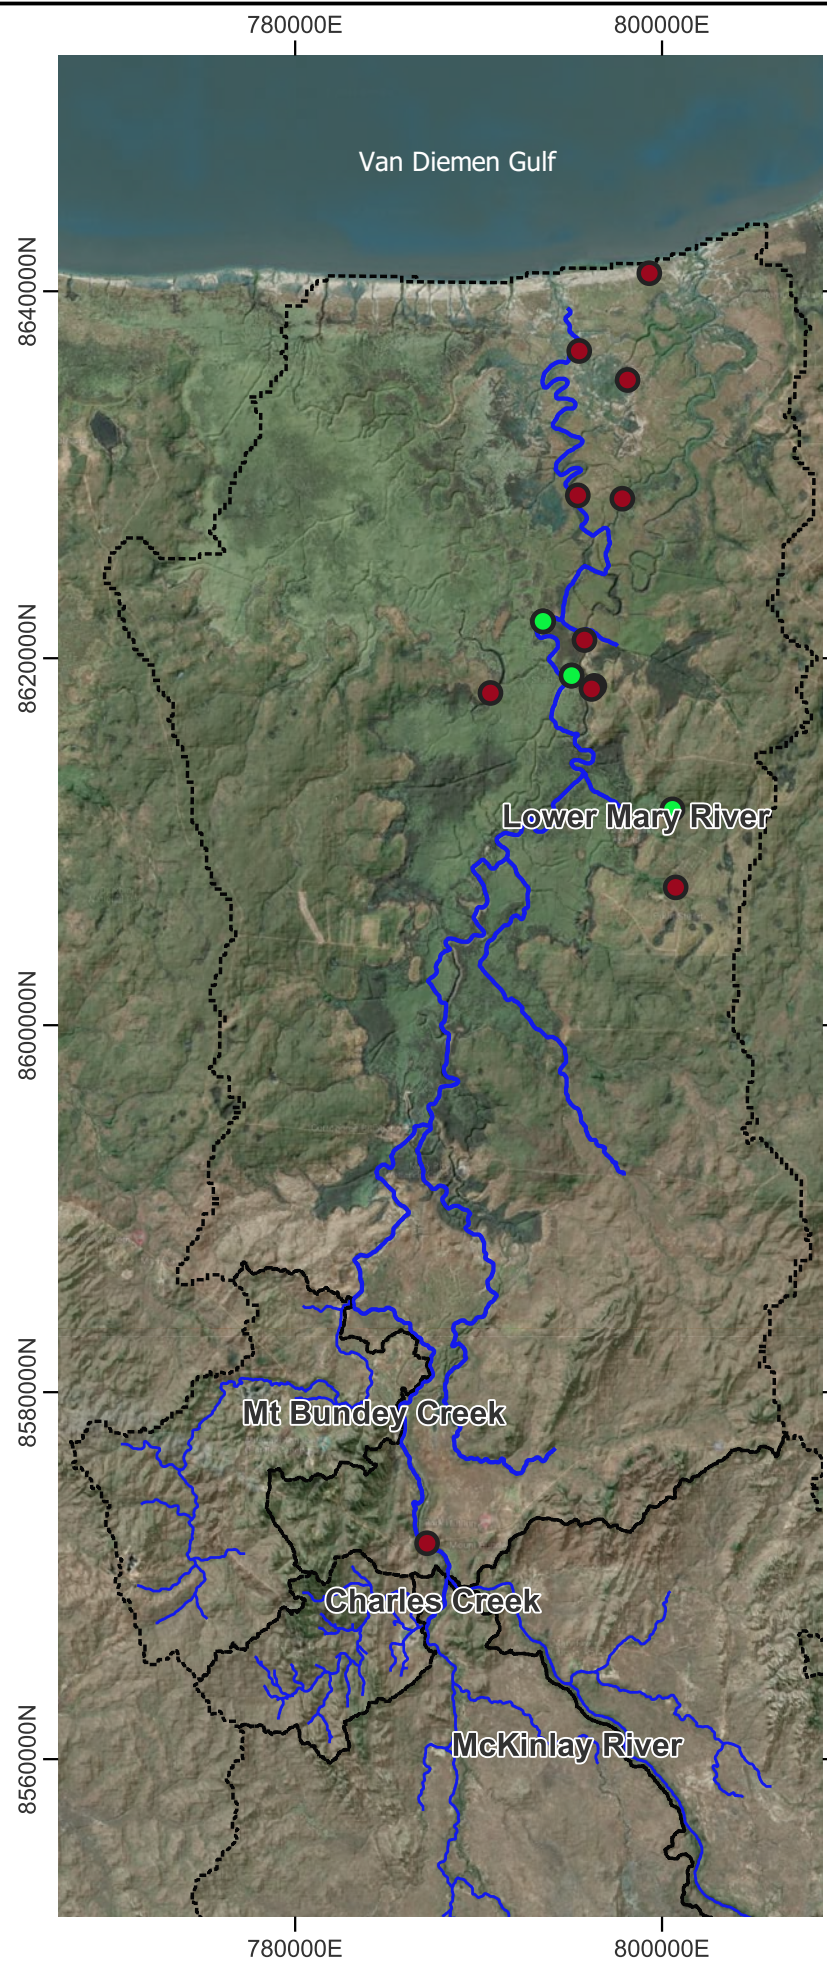 780000E 800000E
Van Diemen Gulf
8640000N
8620000N
Lower Mary River
860000N
8580000N
Mt Bundey Creek
Charles Creek
McKinlay River
8560000N
780000E 800000E